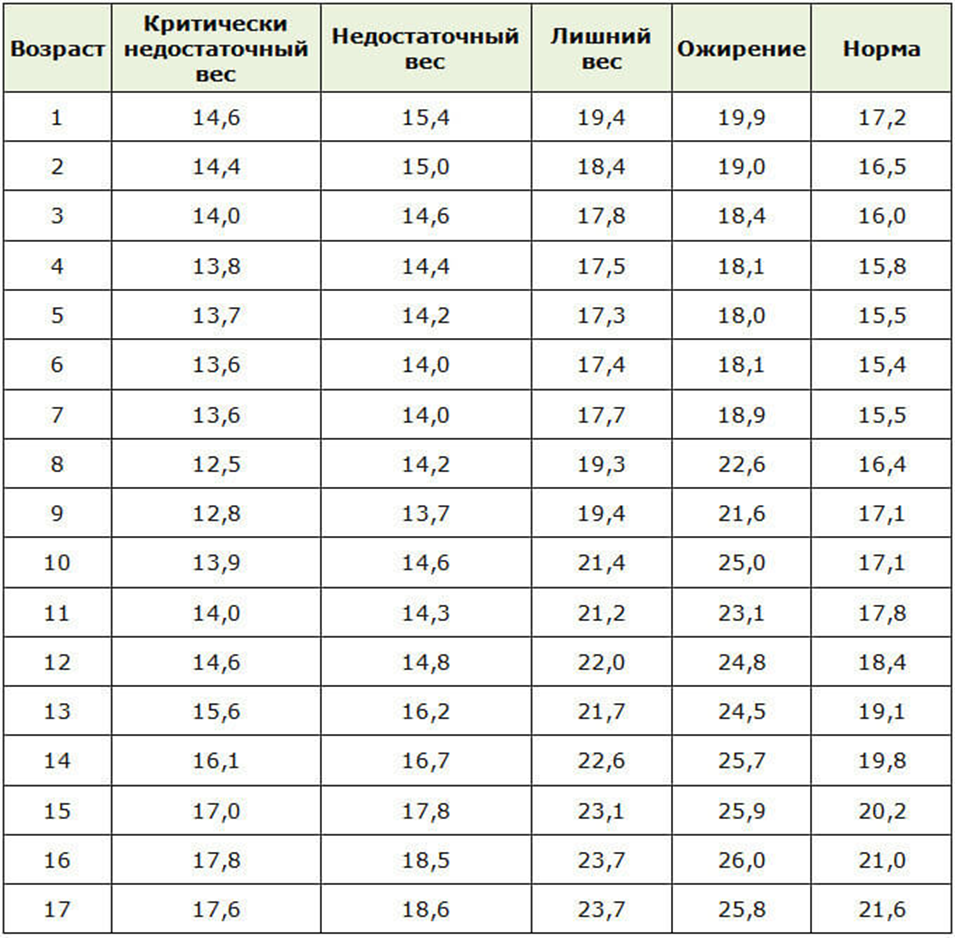 Возраст Критически недостаточный вес Недостаточный вес Лишний вес Ожирение Норма
1 14,6 15,4 19,4 19,9 17,2
2 14,4 15,0 18,4 19,0 16,5
3 14,0 14,6 17,8 18,4 16,0
4 13,8 14,4 17,5 18,1 15,8
5 13,7 14,2 17,3 18,0 15,5
6 13,6 14,0 17,4 18,1 15,4
7 13,6 14,0 17,7 18,9 15,5
8 12,5 14,2 19,3 22,6 16,4
9 12,8 13,7 19,4 21,6 17,1
10 13,9 14,6 21,4 25,0 17,1
11 14,0 14,3 21,2 23,1 17,8
12 14,6 14,8 22,0 24,8 18,4
13 15,6 16,2 21,7 24,5 19,1
14 16,1 16,7 22,6 25,7 19,8
15 17,0 17,8 23,1 25,9 20,2
16 17,8 18,5 23,7 26,0 21,0
17 17,6 18,6 23,7 25,8 21,6